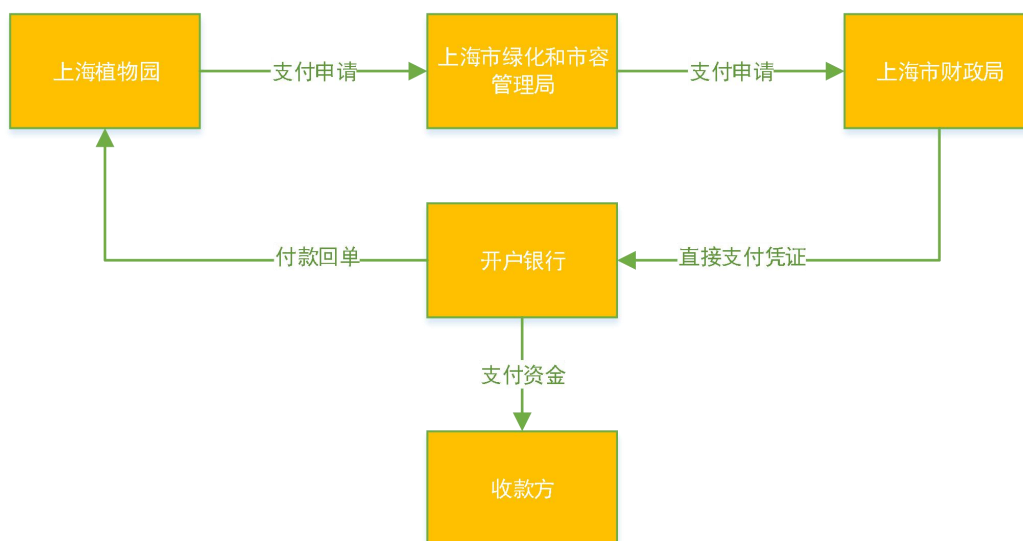 上海植物园
支付申请
上海市绿化和市容
管理局
支付申请
上海市财政局
付款回单
开户银行
直接支付凭证
支付资金
收款方